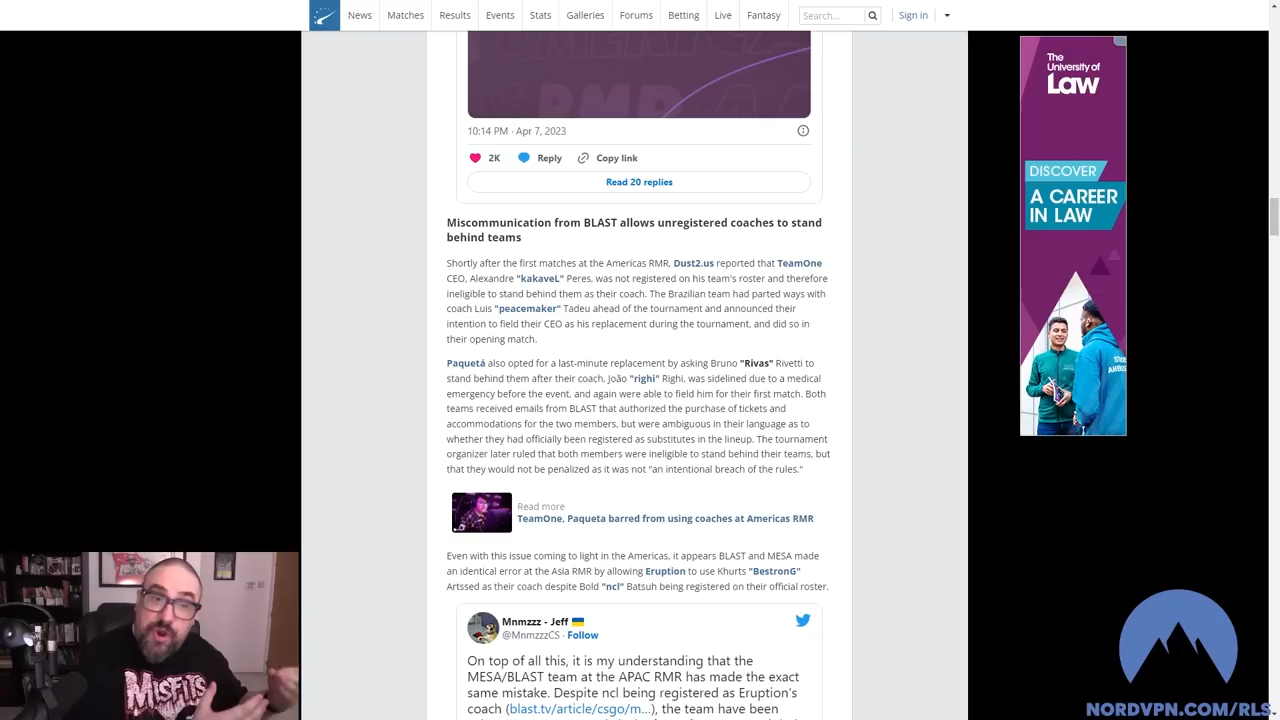 News Matches Results Events Stats Galleries Forums Betting Live Fantasy Search... Sign in
10:14 PM · Apr 7, 2023
2K Reply Copy link
Read 20 replies
Miscommunication from BLAST allows unregistered coaches to stand
behind teams
Shortly after the first matches at the Americas RMR, Dust2.us reported that TeamOne
CEO, Alexandre "kakaveL" Peres, was not registered on his team's roster and therefore
ineligible to stand behind them as their coach. The Brazilian team had parted ways with
coach Luis "peacemaker" Tadeu ahead of the tournament and announced their
intention to field their CEO as his replacement during the tournament, and did so in
their opening match.
Paquetá also opted for a last-minute replacement by asking Bruno "Rivas" Rivetti to
stand behind them after their coach, João "righi" Righi, was sidelined due to a medical
emergency before the event, and again were able to field him for their first match. Both
teams received emails from BLAST that authorized the purchase of tickets and
accommodations for the two members, but were ambiguous in their language as to
whether they had officially been registered as substitutes in the lineup. The tournament
organizer later ruled that both members were ineligible to stand behind their teams, but
that they would not be penalized as it was not "an intentional breach of the rules."
Read more
TeamOne, Paqueta barred from using coaches at Americas RMR
Even with this issue coming to light in the Americas, it appears BLAST and MESA made
an identical error at the Asia RMR by allowing Eruption to use Khurts "BestronG"
Artssed as their coach despite Bold "ncl" Batsuh being registered on their official roster.
Mnmzzz - Jeff
@MnmzzCS · Follow
On top of all this, it is my understanding that the
MESA/BLAST team at the APAC RMR has made the exact
same mistake. Despite ncl being registered as Eruption's
coach (blast.tv/article/csgo/m...), the team have been
The
University of
Law
DISCOVER
A CAREER
IN LAW
MISFITS
NORDVPN.COM/RLS